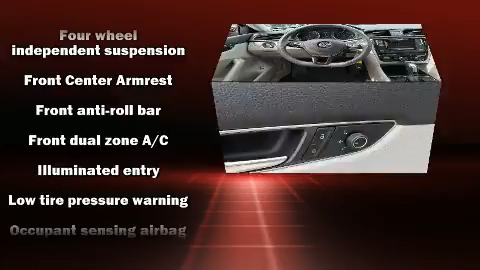 Four wheel
independent suspension
Front Center Armrest
Front anti-roll bar
Front dual zone A/C
Illuminated entry
Low tire pressure warning
Occupant sensing airbag